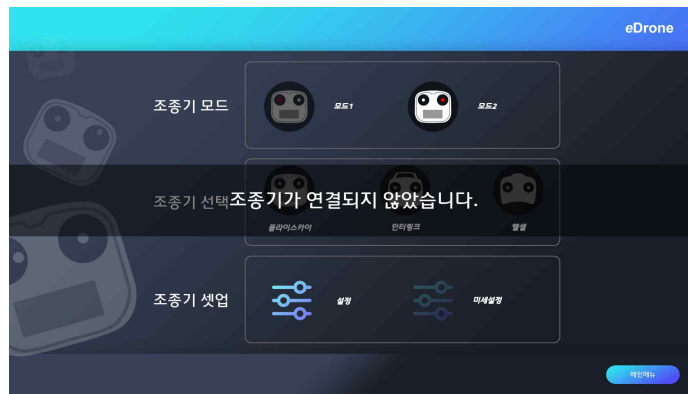 eDrone
조종기 모드
모드1
모드2
조종기 선택
조종기가 연결되지 않았습니다.
플라이스카이
인터링크
헬셀
조종기 셋업
설정
미세설정
메인메뉴